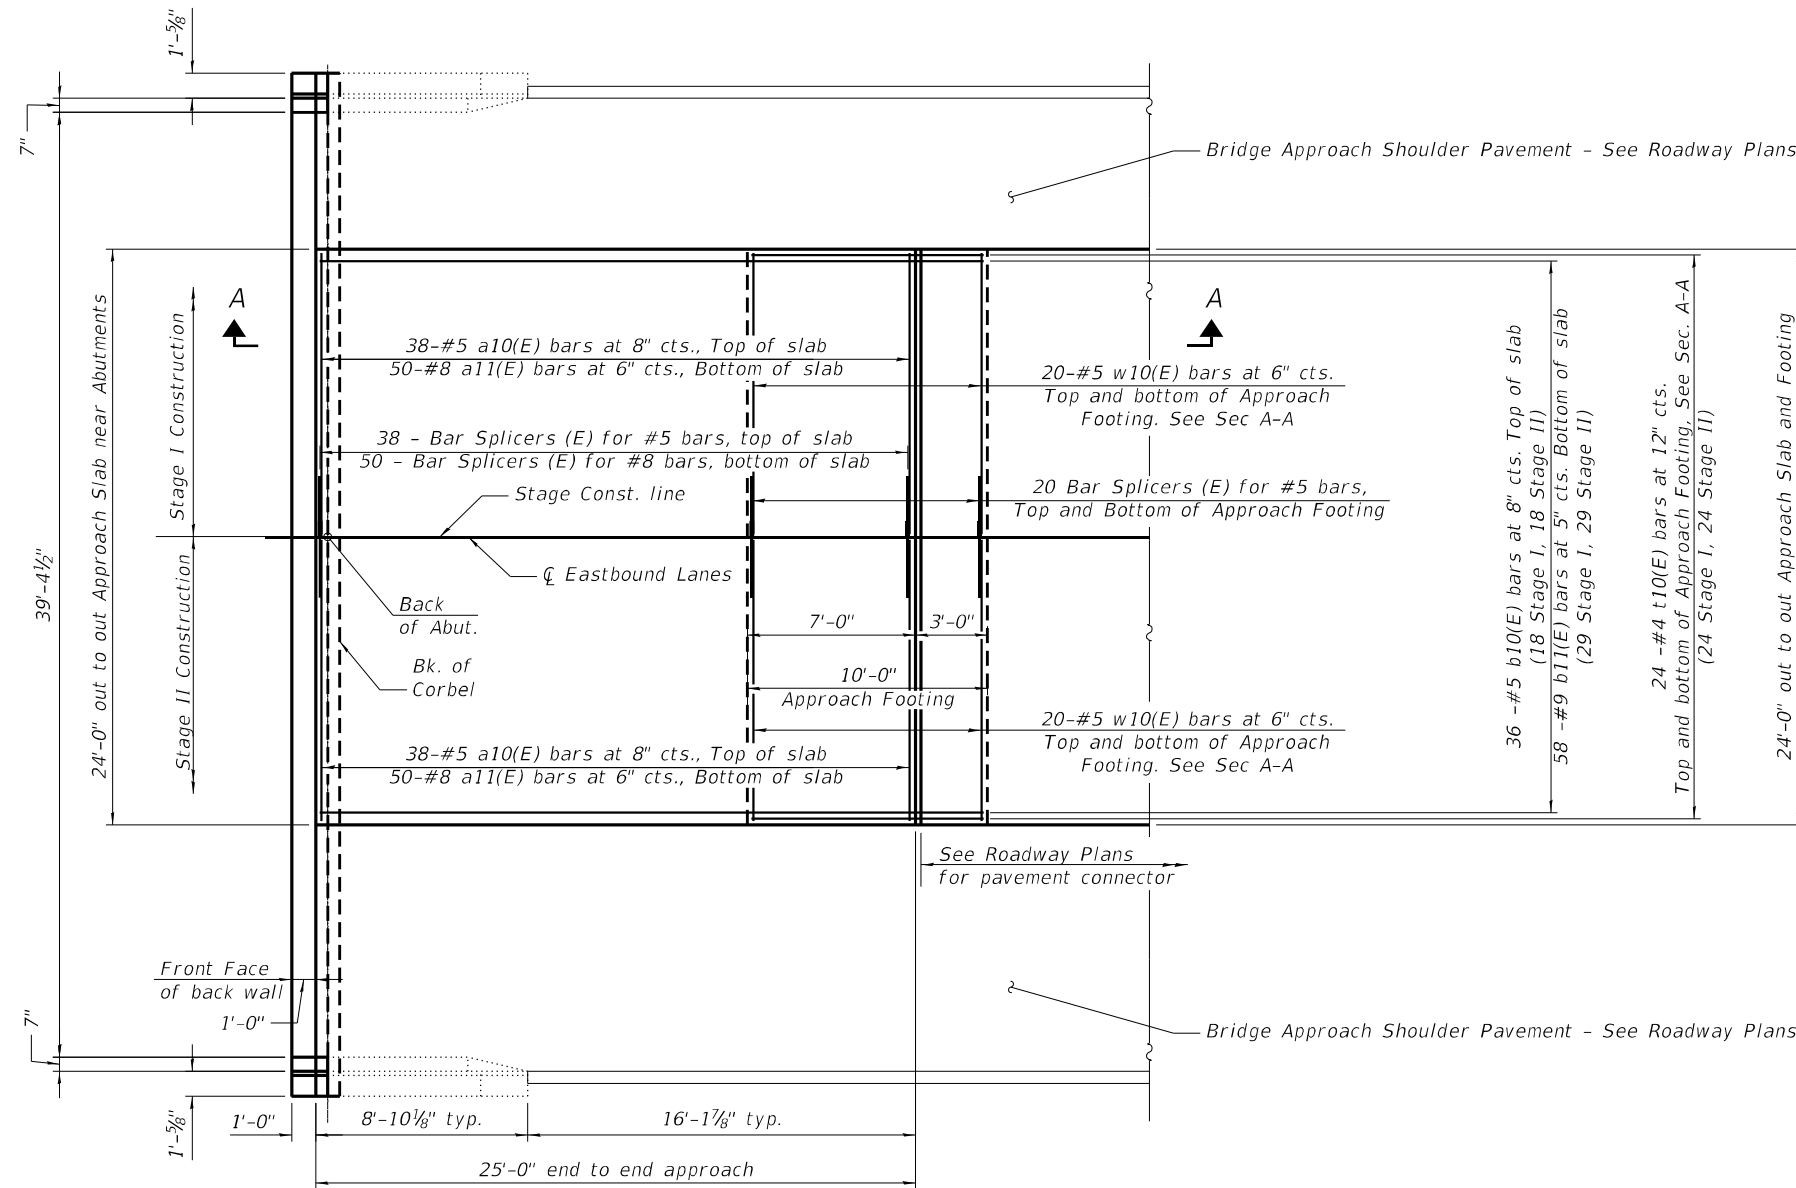 1'-5/8"
7"
39'-4½"
24'-0" out to out Approach Slab near Abutments
Stage I Construction
Stage II Construction
A
A
Bridge Approach Shoulder Pavement - See Roadway Plans
38-#5 a10(E) bars at 8" cts., Top of slab
50-#8 a11(E) bars at 6" cts., Bottom of slab
20-#5 w10(E) bars at 6" cts.
Top and bottom of Approach
Footing. See Sec A-A
38 - Bar Splicers (E) for #5 bars, top of slab
50 - Bar Splicers (E) for #8 bars, bottom of slab
Stage Const. line
20 Bar Splicers (E) for #5 bars,
Top and Bottom of Approach Footing
℄ Eastbound Lanes
Back
of Abut.
Bk. of
Corbel
7'-0"
3'-0"
10'-0"
Approach Footing
20-#5 w10(E) bars at 6" cts.
Top and bottom of Approach
Footing. See Sec A-A
38-#5 a10(E) bars at 8" cts., Top of slab
50-#8 a11(E) bars at 6" cts., Bottom of slab
36 -#5 b10(E) bars at 8" cts. Top of slab
(18 Stage I, 18 Stage II)
58 -#9 b11(E) bars at 5" cts. Bottom of slab
(29 Stage I, 29 Stage II)
24 -#4 t10(E) bars at 12" cts.
Top and bottom of Approach Footing, See Sec. A-A
(24 Stage I, 24 Stage II)
24'-0" out to out Approach Slab and Footing
See Roadway Plans
for pavement connector
Front Face
of back wall
1'-0"
7"
Bridge Approach Shoulder Pavement - See Roadway Plans
1'-5/8"
1'-0"
8'-10⅛" typ.
16'-1⅞" typ.
25'-0" end to end approach